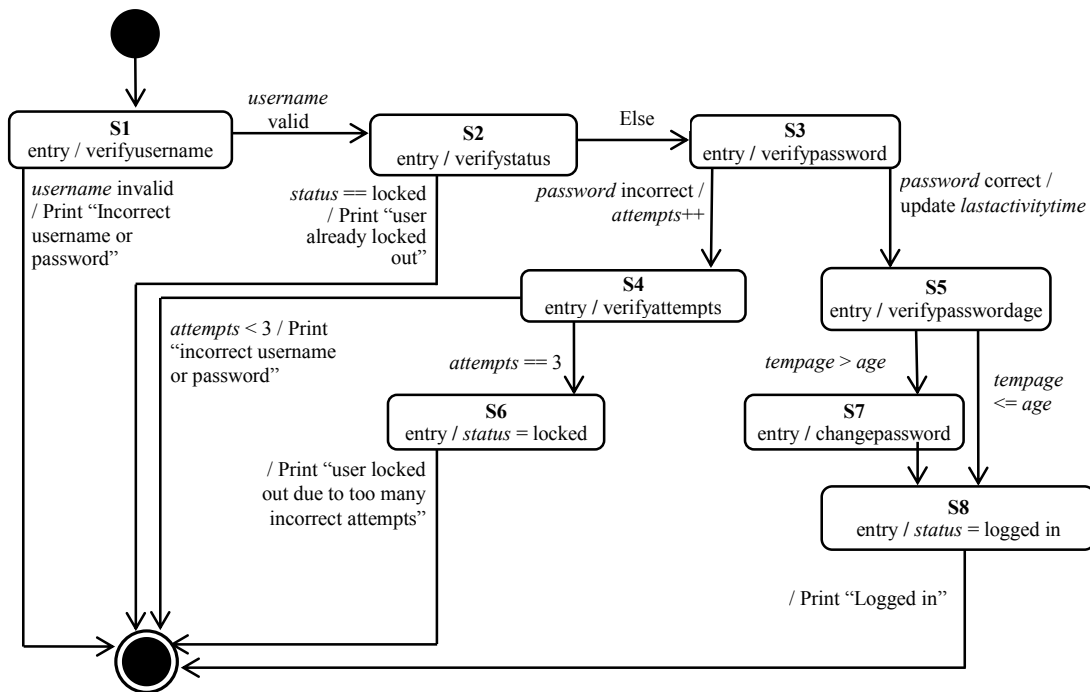 username
valid
S1
entry / verifyusername
S2
entry / verifystatus
Else
S3
entry / verifypassword
username invalid
/ Print “Incorrect
username or
password”
status == locked
/ Print “user
already locked
out”
password incorrect /
attempts++
password correct /
update lastactivitytime
S4
entry / verifyattempts
S5
entry / verifypasswordage
attempts < 3 / Print
“incorrect username
or password”
attempts == 3
tempage > age
tempage
<= age
S6
entry / status = locked
S7
entry / changepassword
/ Print “user locked
out due to too many
incorrect attempts”
S8
entry / status = logged in
/ Print “Logged in”